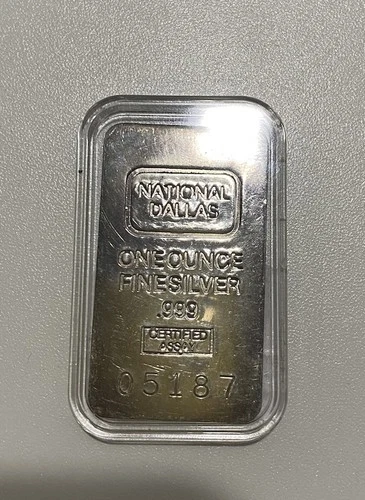 NATIONAL
DALLAS
ONE OUNCE
FINE SILVER
.999
CERTIFIED
ASSAY
05187